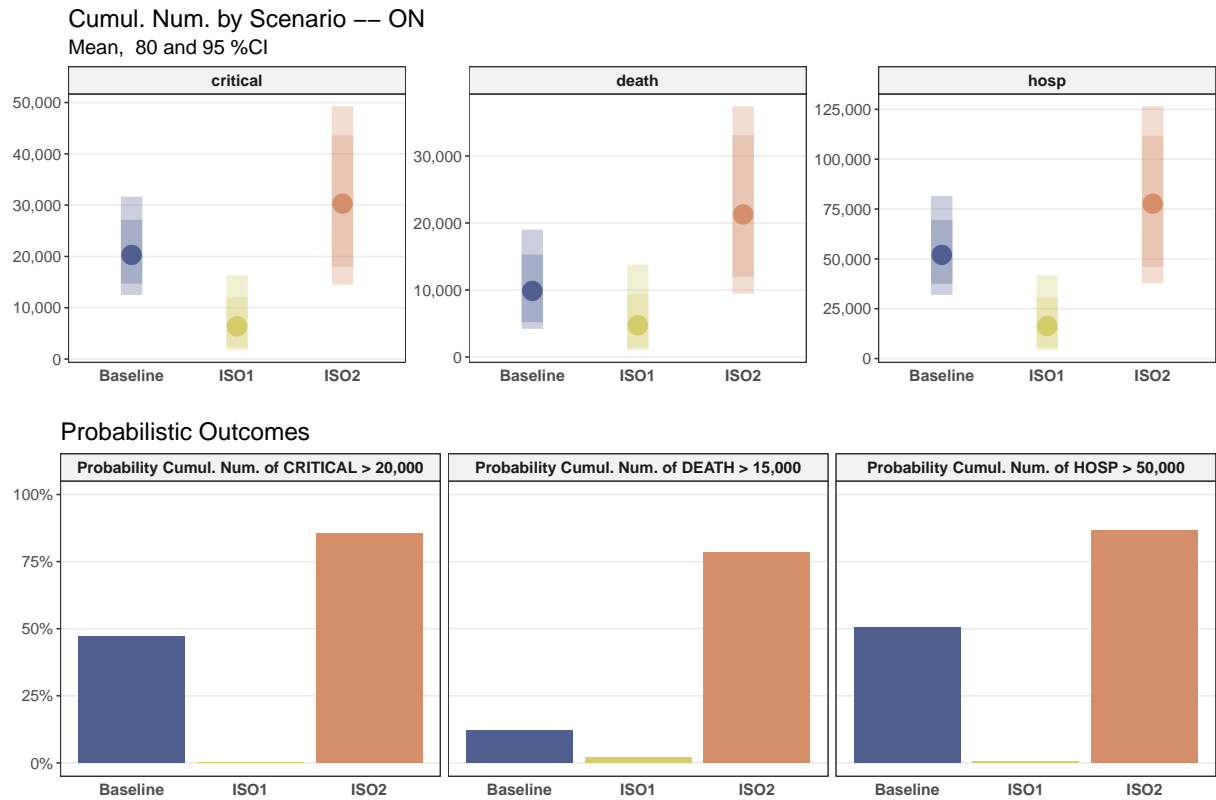 Cumul. Num. by Scenario −− ON
Mean, 80 and 95 %CI
critical
death
hosp
50,000
40,000
30,000
20,000
10,000
0
30,000
20,000
10,000
0
125,000
100,000
75,000
50,000
25,000
0
Baseline ISO1 ISO2
Baseline ISO1 ISO2
Baseline ISO1 ISO2
Probabilistic Outcomes
Probability Cumul. Num. of CRITICAL > 20,000
Probability Cumul. Num. of DEATH > 15,000
Probability Cumul. Num. of HOSP > 50,000
100%
75%
50%
25%
0%
Baseline ISO1 ISO2
Baseline ISO1 ISO2
Baseline ISO1 ISO2